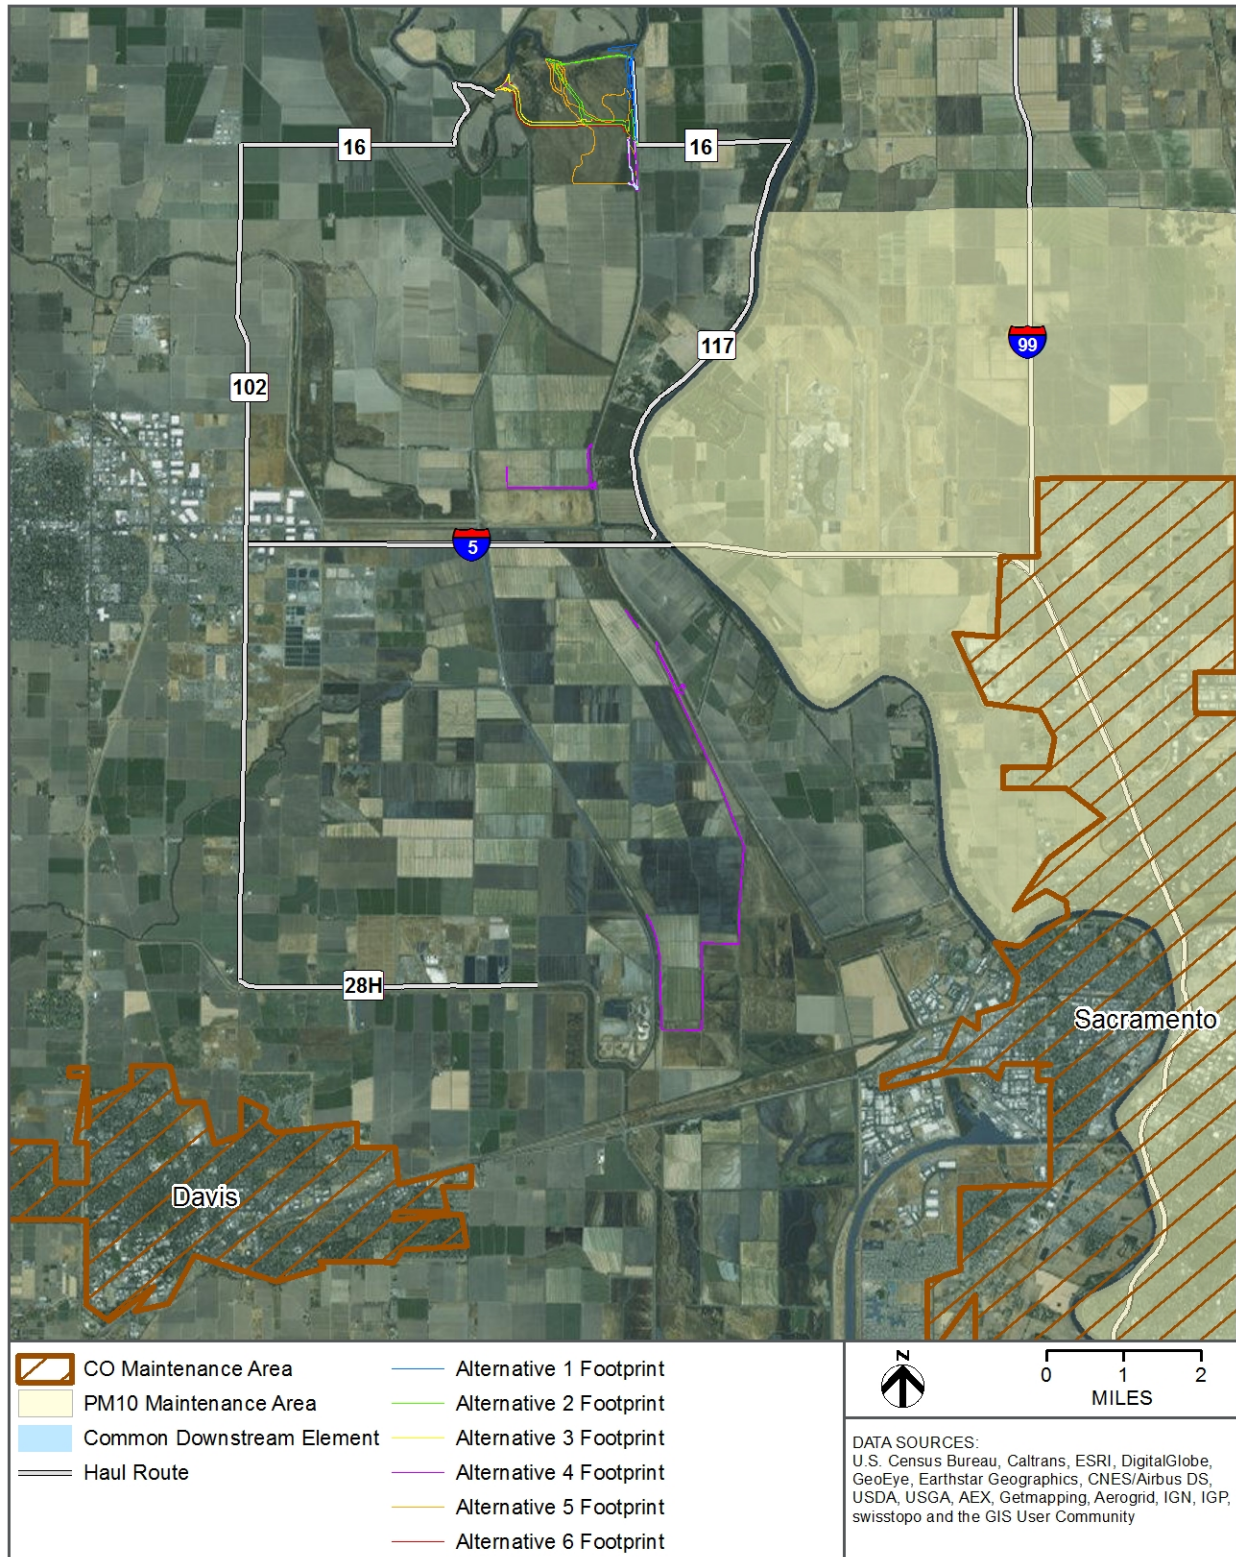 16
16
117
99
102
5
28H
Sacramento
Davis
CO Maintenance Area
PM10 Maintenance Area
Common Downstream Element
Haul Route
Alternative 1 Footprint
Alternative 2 Footprint
Alternative 3 Footprint
Alternative 4 Footprint
Alternative 5 Footprint
Alternative 6 Footprint
N
0 1 2
MILES
DATA SOURCES:
U.S. Census Bureau, Caltrans, ESRI, DigitalGlobe,
GeoEye, Earthstar Geographics, CNES/Airbus DS,
USDA, USGA, AEX, Getmapping, Aerogrid, IGN, IGP,
swisstopo and the GIS User Community